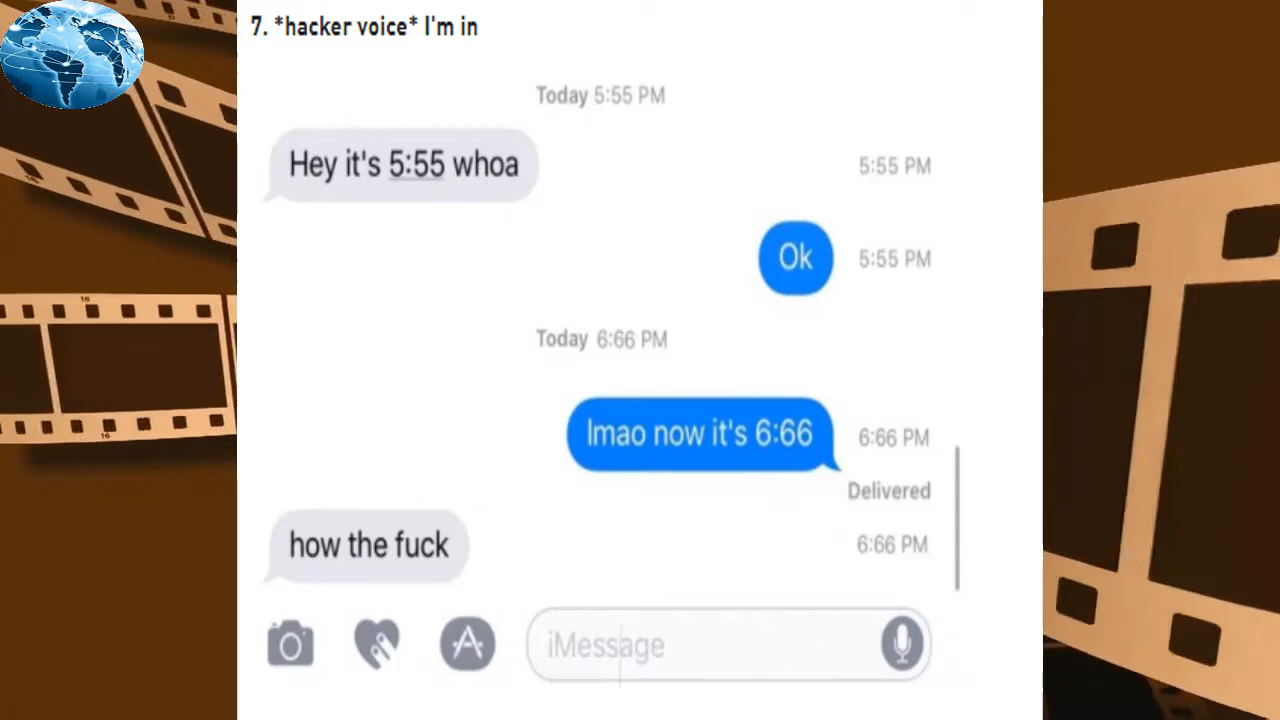 7. *hacker voice* I'm in
Today 5:55 PM
Hey it's 5:55 whoa
5:55 PM
Ok
5:55 PM
Today 6:66 PM
lmao now it's 6:66
6:66 PM
Delivered
how the fuck
6:66 PM
iMessage
16
16